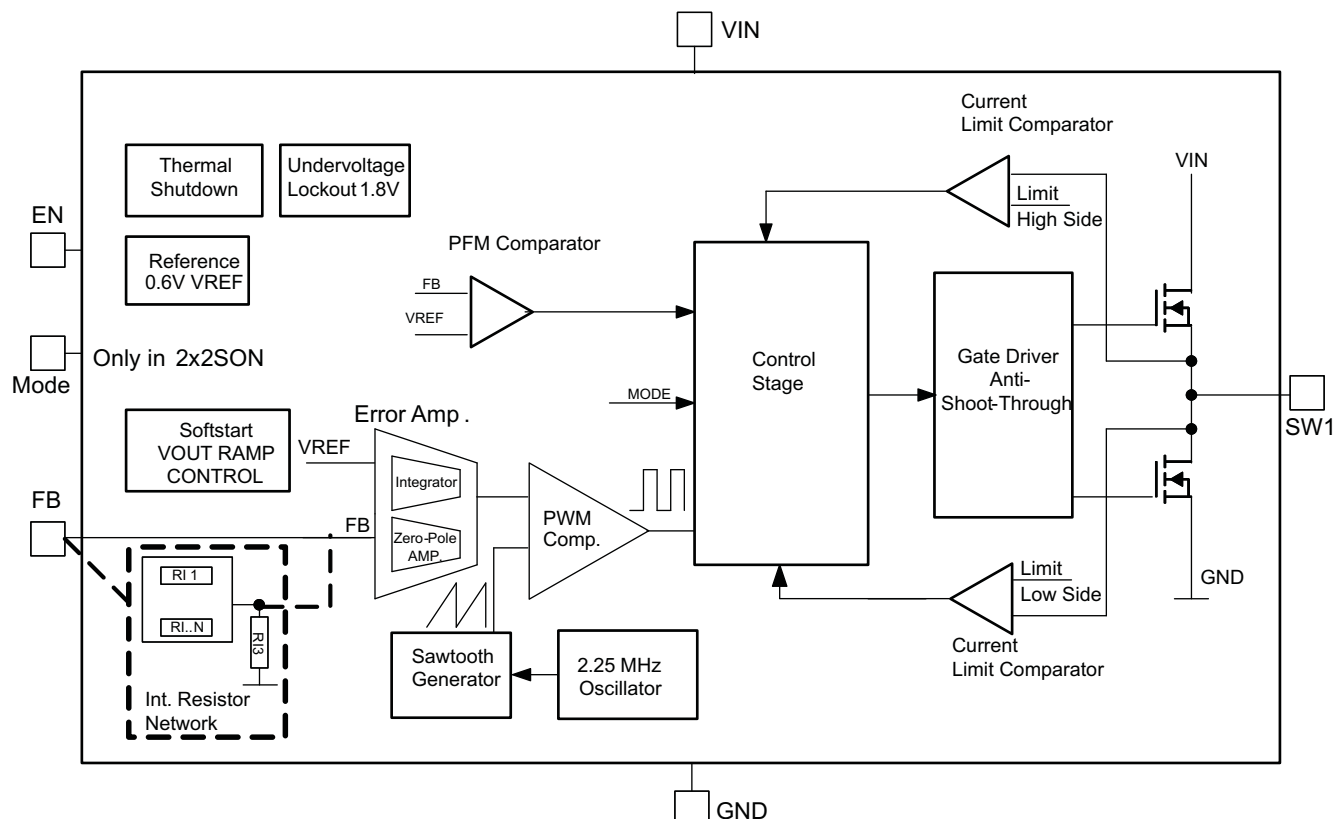 VIN
Current
Limit Comparator
Thermal
Shutdown
Undervoltage
Lockout 1.8V
VIN
EN
Limit
High Side
PFM Comparator
Reference
0.6V VREF
FB
VREF
Mode
Only in 2x2SON
Control
Stage
Gate Driver
Anti-
Shoot-Through
MODE
SW1
Error Amp .
Softstart
VOUT RAMP
CONTROL
VREF
Integrator
FB
FB
Zero-Pole
AMP.
PWM
Comp.
Limit
Low Side
GND
RI 1
RI..N
RI3
Int. Resistor
Network
Sawtooth
Generator
2.25 MHz
Oscillator
Current
Limit Comparator
GND